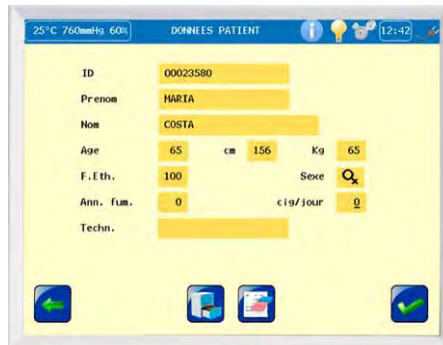 25°C 760mmHg 60% DONNEES PATIENT 12:42
ID 00023580
Prenom MARIA
Nom COSTA
Age 65 cm 156 Kg 65
F.Eth. 100 Sexe
Ann. fum. 0 cig/jour 0
Techn.